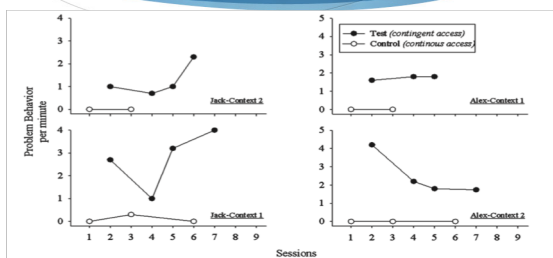 4
3
2
1
0
Jack-Context 2
5
4
3
2
1
0
Test (contingent access)
Control (continous access)
Alex-Context 1
Problem Behavior
per minute
4
3
2
1
0
Jack-Context 1
1 2 3 4 5 6 7 8 9
5
4
3
2
1
0
Alex-Context 2
1 2 3 4 5 6 7 8 9
Sessions